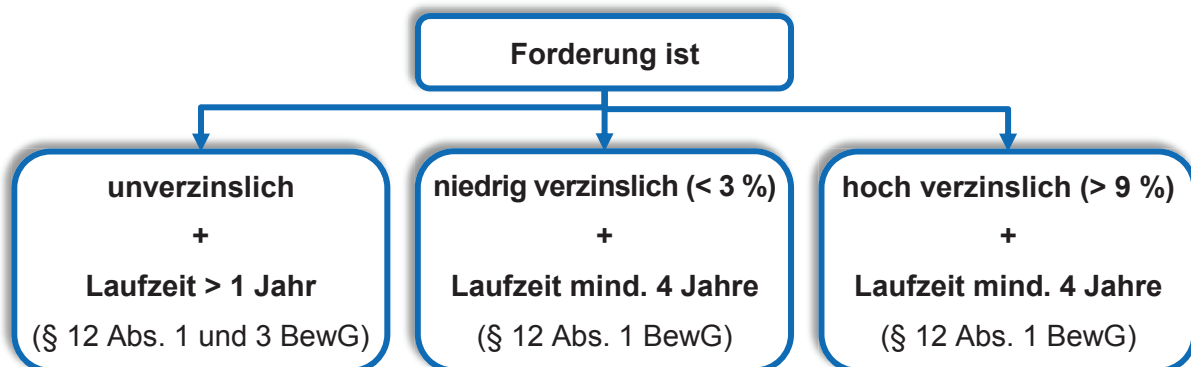 Forderung ist
unverzinslich
+
Laufzeit > 1 Jahr
(§ 12 Abs. 1 und 3 BewG)
niedrig verzinslich (< 3 %)
+
Laufzeit mind. 4 Jahre
(§ 12 Abs. 1 BewG)
hoch verzinslich (> 9 %)
+
Laufzeit mind. 4 Jahre
(§ 12 Abs. 1 BewG)